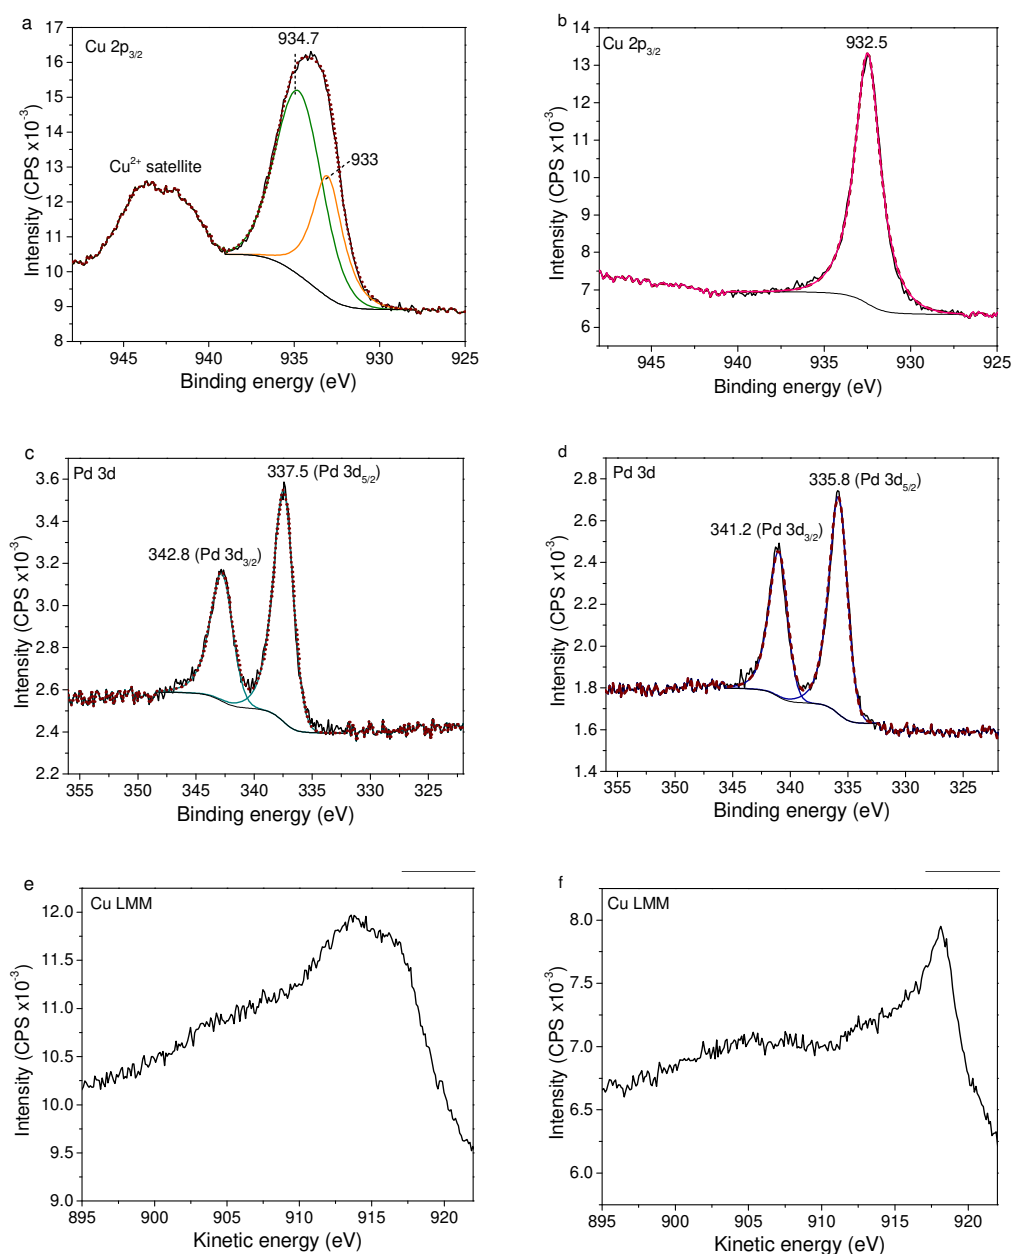 a
Cu 2p3/2
934.7
933
Cu2+ satellite
17
16
15
14
13
12
11
10
9
8
945 940 935 930 925
Intensity (CPS x10-3)
Binding energy (eV)
b
Cu 2p3/2
932.5
14
13
12
11
10
9
8
7
6
945 940 935 930 925
Intensity (CPS x10-3)
Binding energy (eV)
c
Pd 3d
337.5 (Pd 3d5/2)
342.8 (Pd 3d3/2)
3.6
3.4
3.2
3.0
2.8
2.6
2.4
2.2
355 350 345 340 335 330 325
Intensity (CPS x10-3)
Binding energy (eV)
d
Pd 3d
335.8 (Pd 3d5/2)
341.2 (Pd 3d3/2)
2.8
2.6
2.4
2.2
2.0
1.8
1.6
1.4
355 350 345 340 335 330 325
Intensity (CPS x10-3)
Binding energy (eV)
e
Cu LMM
12.0
11.5
11.0
10.5
10.0
9.5
9.0
895 900 905 910 915 920
Intensity (CPS x10-3)
Kinetic energy (eV)
f
Cu LMM
8.0
7.5
7.0
6.5
6.0
895 900 905 910 915 920
Intensity (CPS x10-3)
Kinetic energy (eV)